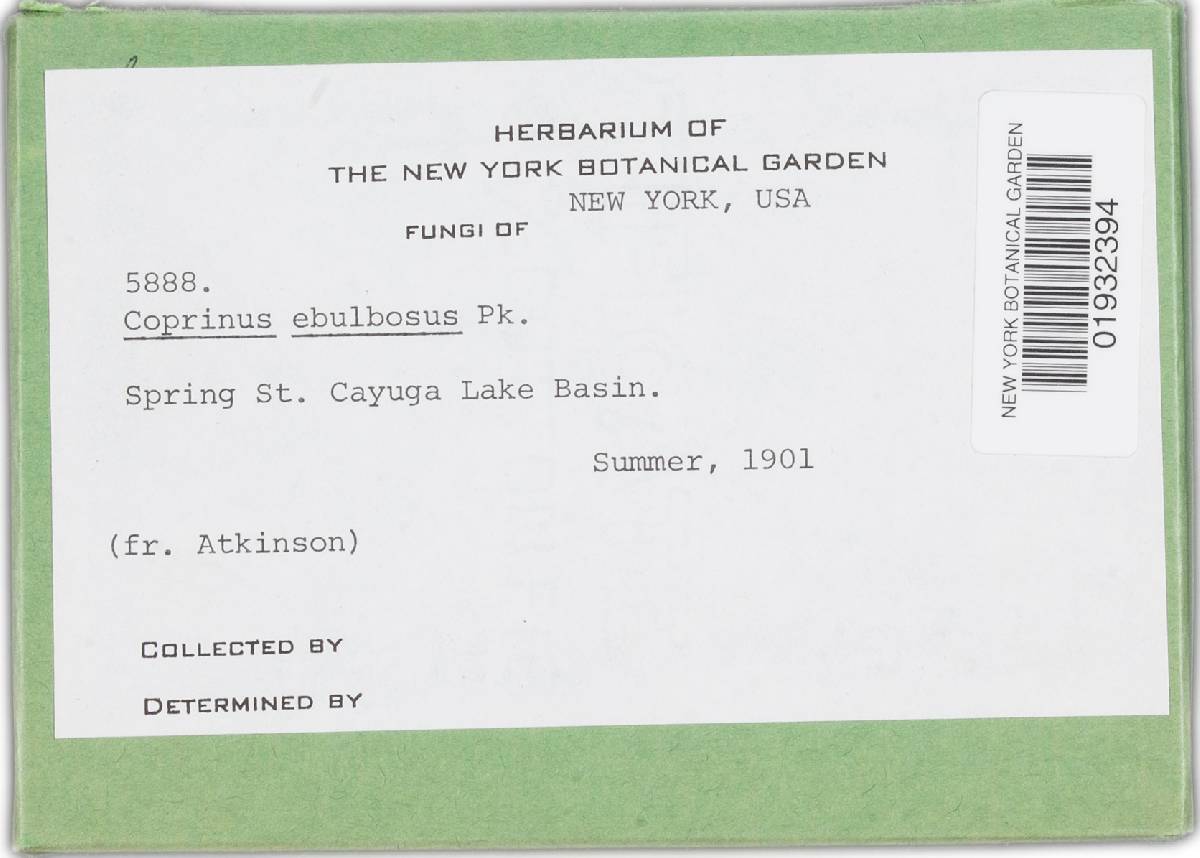 HERBARIUM OF
THE NEW YORK BOTANICAL GARDEN
NEW YORK, USA
FUNGI OF
5888.
Coprinus ebulbosus Pk.
Spring St. Cayuga Lake Basin.
Summer, 1901
(fr. Atkinson)
COLLECTED BY
DETERMINED BY
NEW YORK BOTANICAL GARDEN
01932394